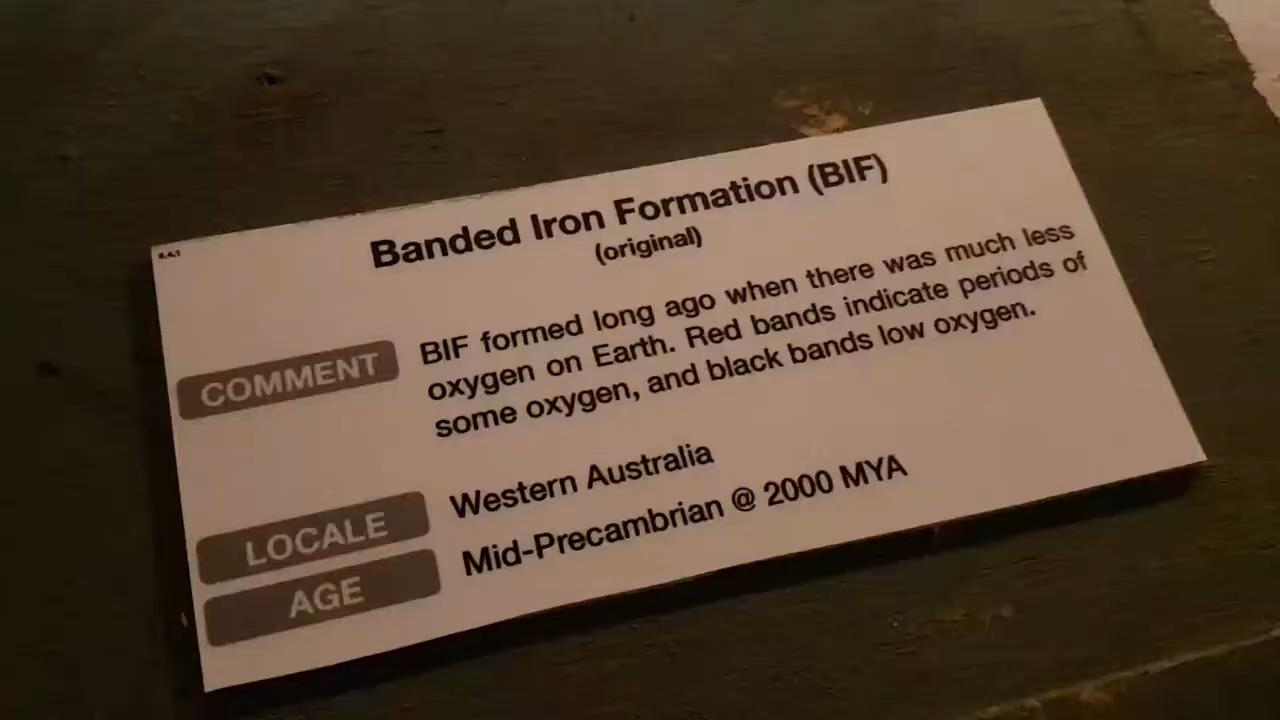 Banded Iron Formation (BIF)
(original)
COMMENT
BIF formed long ago when there was much less
oxygen on Earth. Red bands indicate periods of
some oxygen, and black bands low oxygen.
LOCALE
Western Australia
AGE
Mid-Precambrian @ 2000 MYA